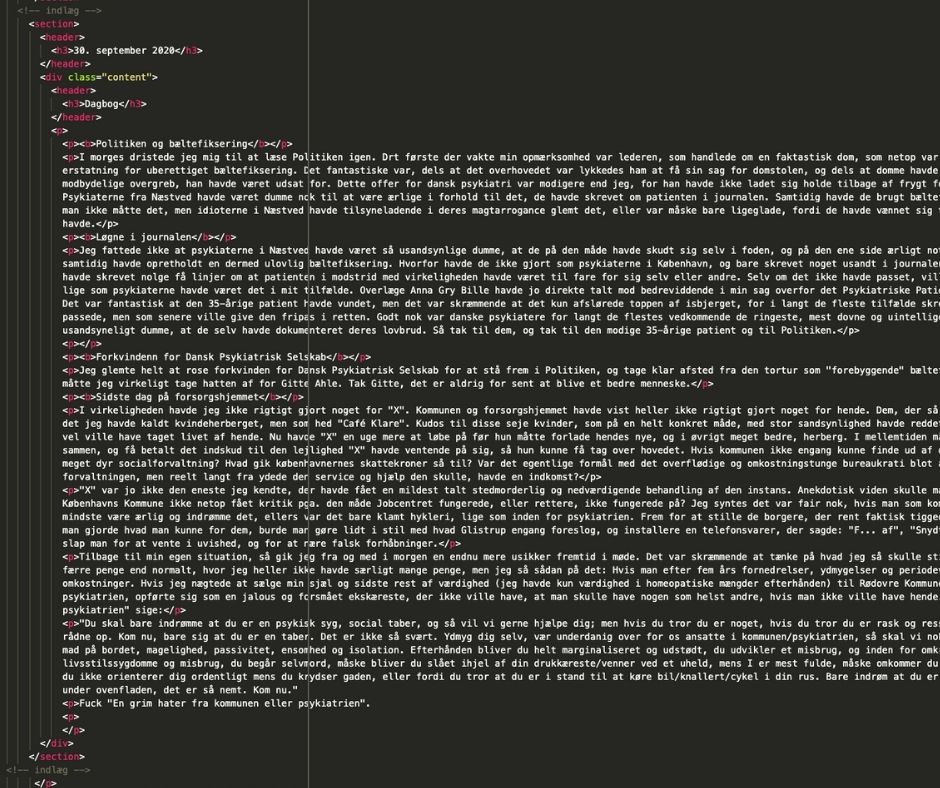 <!-- indlæg -->
<section>
<header>
<h3>30. september 2020</h3>
</header>
<div class="content">
<header>
<h3>Dagbog</h3>
</header>
<p>
<p><b>Politiken og bæltefiksering</b></p>
<p>I morges dristede jeg mig til at læse Politiken igen. Drt første der vakte min opmærksomhed var lederen, som handlede om en faktastisk dom, som netop var
erstatning for uberettiget bæltefiksering. Det fantastiske var, dels at det overhovedet var lykkedes ham at få sin sag for domstolen, og dels at domme havde
modbydelige overgreb, han havde været udsat for. Dette offer for dansk psykiatri var modigere end jeg, for han havde ikke ladet sig holde tilbage af frygt f
Psykiaterne fra Næstved havde været dumme nok til at være ærlige i forhold til det, de havde skrevet om patienten i journalen. Samtidig havde de brugt bælte
man ikke måtte det, men idioterne i Næstved havde tilsyneladende i deres magtarrogance glemt det, eller var måske bare ligeglade, fordi de havde vænnet sig
havde.</p>
<p><b>Løgne i journalen</b></p>
<p>Jeg fattede ikke at psykiaterne i Næstved havde været så usandsynlige dumme, at de på den måde havde skudt sig selv i foden, og på den ene side ærligt no
samtidig havde opretholdt en dermed ulovlig bæltefiksering. Hvorfor havde de ikke gjort som psykiaterne i København, og bare skrevet noget usandt i journale
havde skrevet nolge få linjer om at patienten i modstrid med virkeligheden havde været til fare for sig selv eller andre. Selv om det ikke havde passet, vil
lige som psykiaterne havde været det i mit tilfælde. Overlæge Anna Gry Bille havde jo direkte talt mod bedreviddende i min sag overfor det Psykiatriske Pati
Det var fantastisk at den 35-årige patient havde vundet, men det var skræmmende at det kun afslørede toppen af isbjerget, for i langt de fleste tilfælde skr
passede, men som senere ville give den fripas i retten. Godt nok var danske psykiatere for langt de flestes vedkommende de ringeste, mest dovne og uintellig
usandsyneligt dumme, at de selv havde dokumenteret deres lovbrud. Så tak til dem, og tak til den modige 35-årige patient og til Politiken.</p>
<p></p>
<p><b>Forkvindenn for Dansk Psykiatrisk Selskab</b></p>
<p>Jeg glemte helt at rose forkvinden for Dansk Psykiatrisk Selskab for at stå frem i Politiken, og tage klar afsted fra den tortur som "forebyggende" bælte
måtte jeg virkeligt tage hatten af for Gitte Ahle. Tak Gitte, det er aldrig for sent at blive et bedre menneske.</p>
<p><b>Sidste dag på forsorgshjemmet</b></p>
<p>I virkeligheden havde jeg ikke rigtigt gjort noget for "X". Kommunen og forsorgshjemmet havde vist heller ikke rigtigt gjort noget for hende. Dem, der så
det jeg havde kaldt kvindeherberget, men som hed "Café Klare". Kudos til disse seje kvinder, som på en helt konkret måde, med stor sandsynlighed havde redde
vel ville have taget livet af hende. Nu havde "X" en uge mere at løbe på før hun måtte forlade hendes nye, og i øvrigt meget bedre, herberg. I mellemtiden m
sammen, og få betalt det indskud til den lejlighed "X" havde ventende på sig, så hun kunne få tag over hovedet. Hvis kommunen ikke engang kunne finde ud af
meget dyr socialforvaltning? Hvad gik københavnernes skattekroner så til? Var det egentlige formål med det overflødige og omkostningstunge bureaukrati blot
forvaltningen, men reelt langt fra ydede den service og hjælp den skulle, havde en indkomst?</p>
<p>"X" var jo ikke den eneste jeg kendte, der havde fået en mildest talt stedmorderlig og nedværdigende behandling af den instans. Anekdotisk viden skulle m
Københavns Kommune ikke netop fået kritik pga. den måde Jobcentret fungerede, eller rettere, ikke fungerede på? Jeg syntes det var fair nok, hvis man som ko
mindste være ærlig og indrømme det, ellers var det bare klamt hykleri, lige som inden for psykiatrien. Frem for at stille de borgere, der rent faktisk tigge
man gjorde hvad man kunne for dem, burde man gøre lidt i stil med hvad Glistrup engang foreslog, og installere en telefonsvarer, der sagde: "F... af", "Snyd
slap man for at vente i uvished, og for at nære falsk forhåbninger.</p>
<p>Tilbage til min egen situation, så gik jeg fra og med i morgen en endnu mere usikker fremtid i møde. Det var skræmmende at tænke på hvad jeg så skulle sti
færre penge end normalt, hvor jeg heller ikke havde særligt mange penge, men jeg så sådan på det: Hvis man efter fem års fornedrelser, ydmygelser og periode
omkostninger. Hvis jeg nægtede at sælge min sjæl og sidste rest af værdighed (jeg havde kun værdighed i homeopatiske mængder efterhånden) til Rødovre Kommun
psykiatrien, opførte sig som en jalous og forsmået ekskæreste, der ikke ville have, at man skulle have nogen som helst andre, hvis man ikke ville have hende.
psykiatrien" sige:</p>
<p>"Du skal bare indrømme at du er en psykisk syg, social taber, og så vil vi gerne hjælpe dig; men hvis du tror du er noget, hvis du tror du er rask og ress
rådne op. Kom nu, bare sig at du er en taber. Det er ikke så svært. Ydmyg dig selv, vær underdanig over for os ansatte i kommunen/psykiatrien, så skal vi no
mad på bordet, magelighed, passivitet, ensomhed og isolation. Efterhånden bliver du helt marginaliseret og udstødt, du udvikler et misbrug, og inden for omk
livsstilssygdomme og misbrug, du begår selvmord, måske bliver du slået ihjel af din drukkæreste/venner ved et uheld, mens I er mest fulde, måske omkommer du
du ikke orienterer dig ordentligt mens du krydser gaden, eller fordi du tror at du er i stand til at køre bil/knallert/cykel i din rus. Bare indrøm at du er
under ovenfladen, det er så nemt. Kom nu."
<p>Fuck "En grim hater fra kommunen eller psykiatrien".
<p>
</p>
</div>
</section>
<!-- indlæg -->
</p>